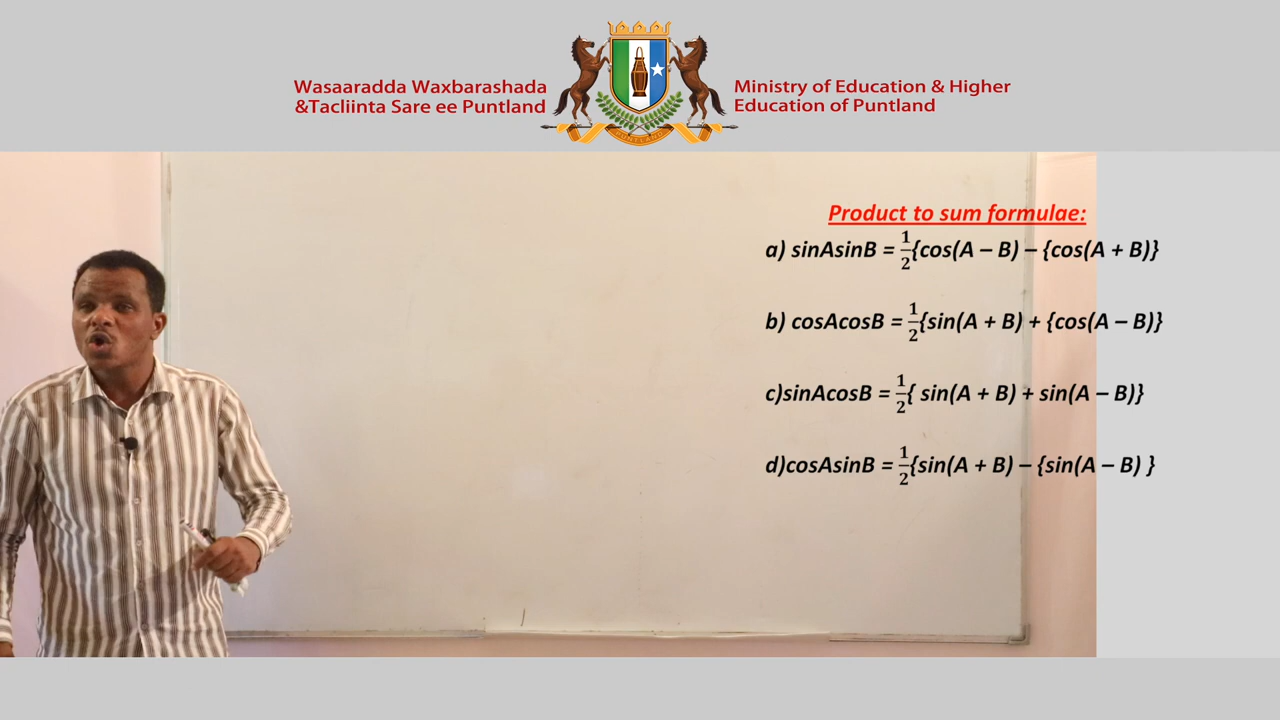 Wasaaradda Waxbarashada
&Tacliinta Sare ee Puntland
Ministry of Education & Higher
Education of Puntland
PUNTLAND
Product to sum formulae:
a) sinAsinB = 1/2{cos(A – B) – {cos(A + B)}
b) cosAcosB = 1/2{sin(A + B) + {cos(A – B)}
c)sinAcosB = 1/2{ sin(A + B) + sin(A – B)}
d)cosAsinB = 1/2{sin(A + B) – {sin(A – B) }